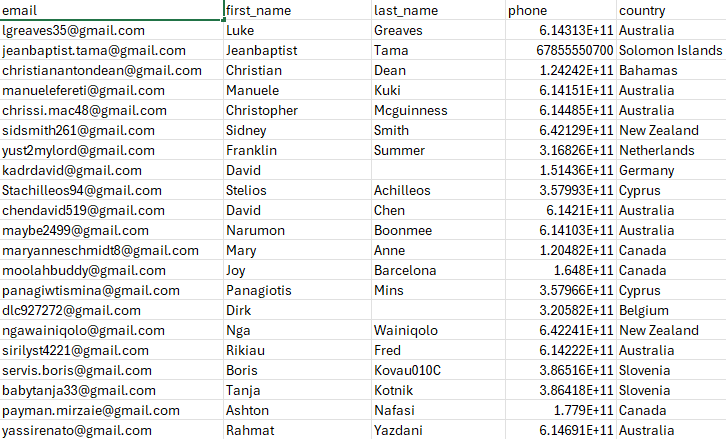 email first_name last_name phone country
lgreaves35@gmail.com Luke Greaves 6.14313E+11 Australia
jeanbaptist.tama@gmail.com Jeanbaptist Tama 67855550700 Solomon Islands
christianantondean@gmail.com Christian Dean 1.24242E+11 Bahamas
manuelefereti@gmail.com Manuele Kuki 6.14151E+11 Australia
chrissi.mac48@gmail.com Christopher Mcguinness 6.14485E+11 Australia
sidsmith261@gmail.com Sidney Smith 6.42129E+11 New Zealand
yust2mylord@gmail.com Franklin Summer 3.16826E+11 Netherlands
kadrdavid@gmail.com David 1.51436E+11 Germany
Stachilleos94@gmail.com Stelios Achilleos 3.57993E+11 Cyprus
chendavid519@gmail.com David Chen 6.1421E+11 Australia
maybe2499@gmail.com Narumon Boonmee 6.14103E+11 Australia
maryanneschmidt8@gmail.com Mary Anne 1.20482E+11 Canada
moolahbuddy@gmail.com Joy Barcelona 1.648E+11 Canada
panagiwtismina@gmail.com Panagiotis Mins 3.57966E+11 Cyprus
dlc927272@gmail.com Dirk 3.20582E+11 Belgium
ngawainiqolo@gmail.com Nga Wainiqolo 6.42241E+11 New Zealand
sirilyst4221@gmail.com Rikiau Fred 6.14222E+11 Australia
servis.boris@gmail.com Boris Kovau010C 3.86516E+11 Slovenia
babytanja33@gmail.com Tanja Kotnik 3.86418E+11 Slovenia
payman.mirzaie@gmail.com Ashton Nafasi 1.779E+11 Canada
yassirenato@gmail.com Rahmat Yazdani 6.14691E+11 Australia